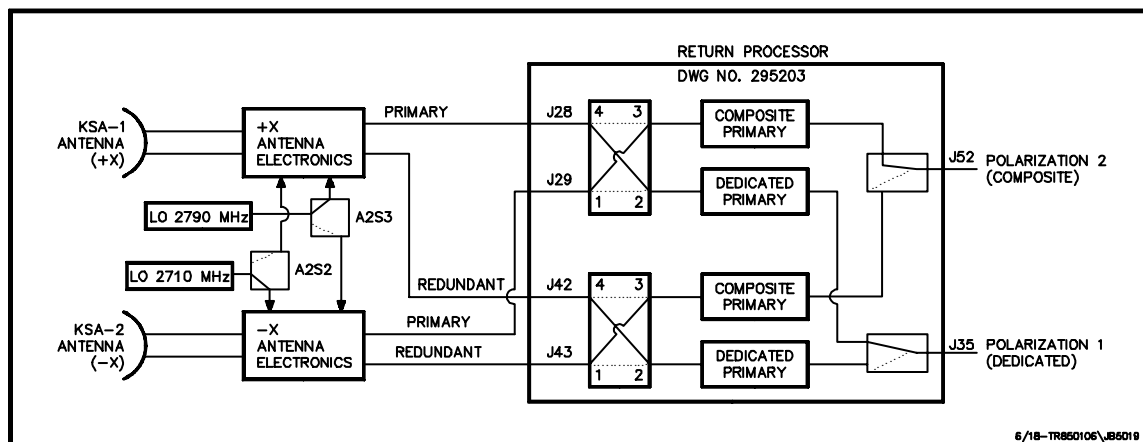 RETURN PROCESSOR
DWG NO. 295203
KSA-1
ANTENNA
(+X)
+X
ANTENNA
ELECTRONICS
PRIMARY
J28
4 3
1 2
COMPOSITE
PRIMARY
J29
DEDICATED
PRIMARY
J52
POLARIZATION 2
(COMPOSITE)
LO 2790 MHz
A2S3
LO 2710 MHz
A2S2
REDUNDANT
J42
4 3
1 2
COMPOSITE
PRIMARY
KSA-2
ANTENNA
(-X)
-X
ANTENNA
ELECTRONICS
PRIMARY
REDUNDANT
J43
DEDICATED
PRIMARY
J35
POLARIZATION 1
(DEDICATED)
6/18-TR850106\JB5019